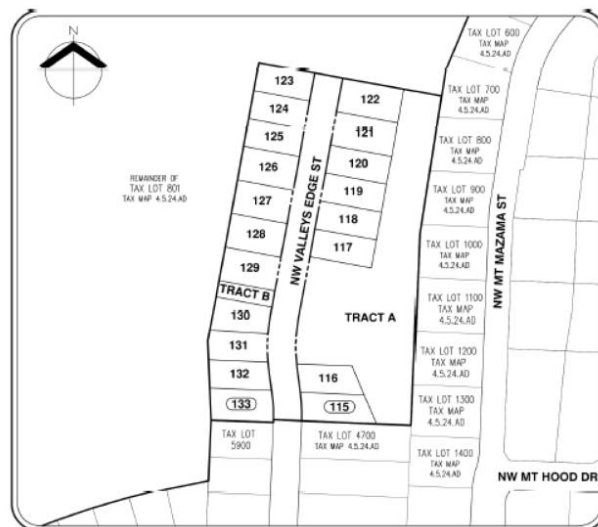 N
TAX LOT 600
TAX MAP
4.5.24.AD
TAX LOT 700
TAX MAP
4.5.24.AD
TAX LOT 800
TAX MAP
4.5.24.AD
TAX LOT 900
TAX MAP
4.5.24.AD
TAX LOT 1000
TAX MAP
4.5.24.AD
TAX LOT 1100
TAX MAP
4.5.24.AD
TAX LOT 1200
TAX MAP
4.5.24.AD
TAX LOT 1300
TAX MAP
4.5.24.AD
TAX LOT 1400
TAX MAP
4.5.24.AD
NW MT MAZAMA ST
NW MT HOOD DR
REMAINDER OF
TAX LOT 801
TAX MAP 4.5.24.AD
123
124
125
126
127
128
129
TRACT B
130
131
132
133
NW VALLEYS EDGE ST
122
121
120
119
118
117
TRACT A
116
115
TAX LOT
5900
TAX LOT 4700
TAX MAP 4.5.24.AD